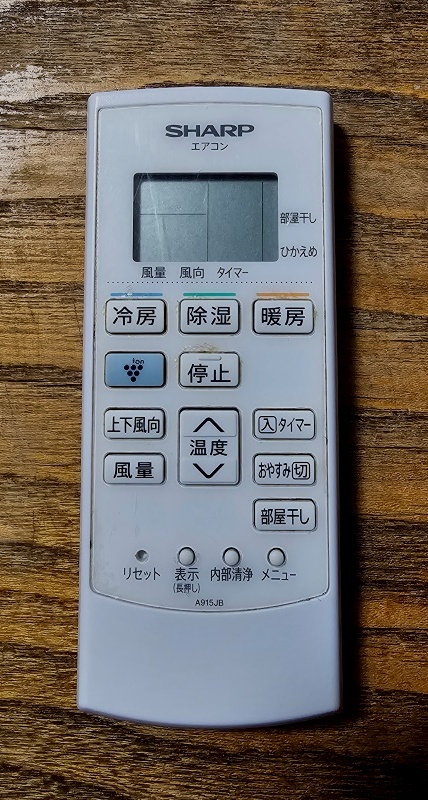 SHARP
エアコン
部屋干し
ひかえめ
風量 風向 タイマー
冷房 除湿 暖房
ion
停止
上下風向
温度
入タイマー
風量
おやすみ切
部屋干し
リセット 表示 内部清浄 メニュー
(長押し)
A915JB